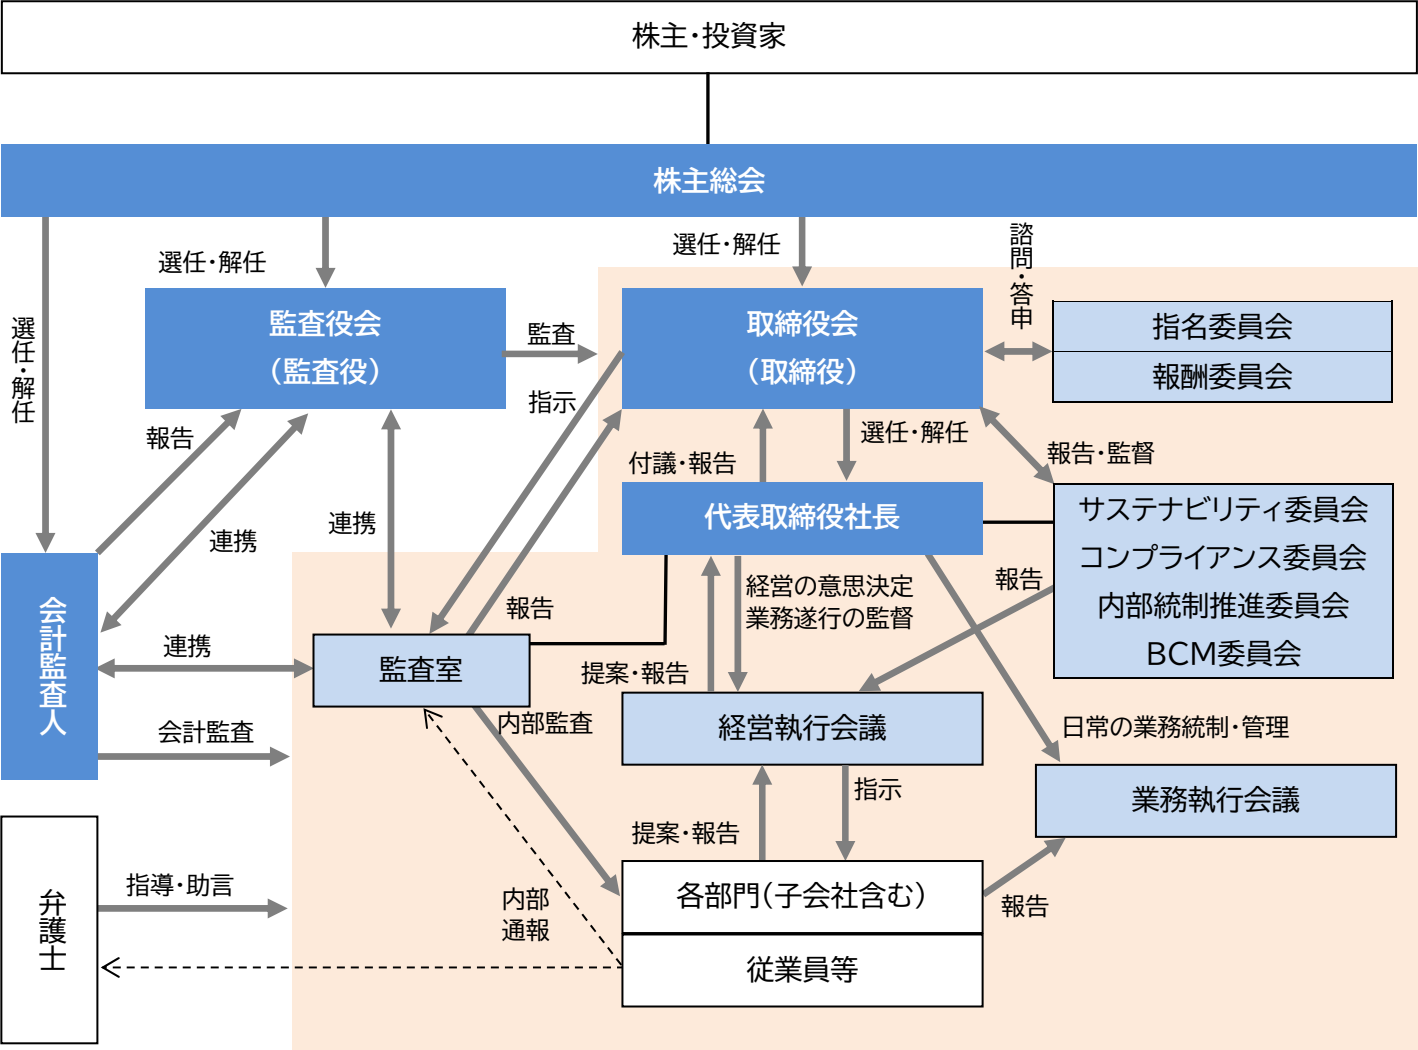 株主・投資家
株主総会
選任・解任
選任・解任
選任・解任
諮問・答申
監査役会
（監査役）
監査
取締役会
（取締役）
指名委員会
報酬委員会
指示
報告
選任・解任
付議・報告
報告・監督
代表取締役社長
サステナビリティ委員会
コンプライアンス委員会
内部統制推進委員会
BCM委員会
連携
連携
経営の意思決定
業務遂行の監督
報告
報告
会計監査人
連携
監査室
提案・報告
内部監査
経営執行会議
日常の業務統制・管理
会計監査
業務執行会議
指示
提案・報告
弁護士
指導・助言
内部
通報
各部門（子会社含む）
報告
従業員等